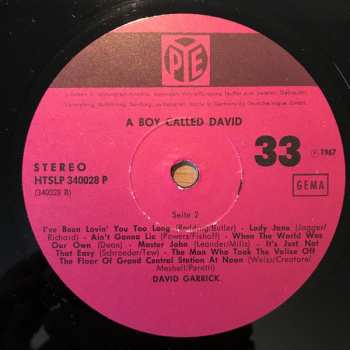 PYE
A BOY CALLED DAVID
STEREO
HTSLP 340028 P
(340028 B)
33
℗ 1967
GEMA
Seite 2
I've Been Lovin' You Too Long (Redding/Butler) - Lady Jane (Jagger/
Richard) - Ain't Gonna Lie (Powers/Fishoff) - When The World Was
Our Own (Dean) - Master John (Leander/Mills) - It's Just Not
That Easy (Schroeder/Tew) - The Man Who Took The Valise Off
The Floor of Grand Central Station At Noon (Weiss/Creatore/
Meshell/Peretti)
DAVID GARRICK